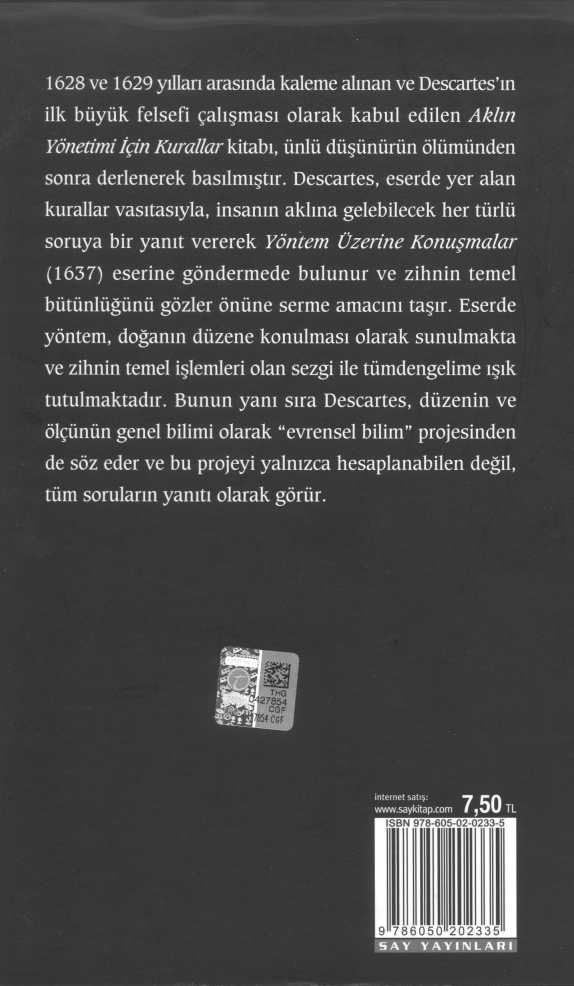 1628 ve 1629 yılları arasında kaleme alınan ve Descartes’ın
ilk büyük felsefi çalışması olarak kabul edilen Aklın
Yönetimi İçin Kurallar kitabı, ünlü düşünürün ölümünden
sonra derlenerek basılmıştır. Descartes, eserde yer alan
kurallar vasıtasıyla, insanın aklına gelebilecek her türlü
soruya bir yanıt vererek Yöntem Üzerine Konuşmalar
(1637) eserine göndermede bulunur ve zihnin temel
bütünlüğünü gözler önüne serme amacını taşır. Eserde
yöntem, doğanın düzene konulması olarak sunulmakta
ve zihnin temel işlemleri olan sezgi ile tümdengelime ışık
tutulmaktadır. Bunun yanı sıra Descartes, düzenin ve
ölçünün genel bilimi olarak “evrensel bilim” projesinden
de söz eder ve bu projeyi yalnızca hesaplanabilen değil,
tüm soruların yanıtı olarak görür.
THG
0427854
CGF
7854 CGF
internet satış:
www.saykitap.com 7,50 TL
ISBN 978-605-02-0233-5
9 786050 202335
SAY YAYINLARI